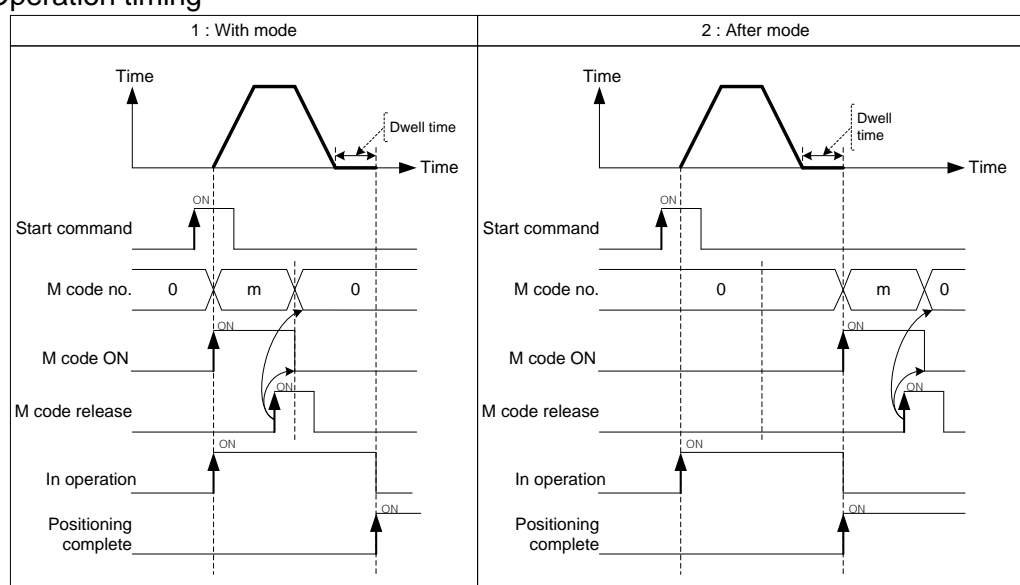 Operation timing
1 : With mode
2 : After mode
Time
Dwell time
Time
ON
Start command
M code no.
0
m
0
ON
M code ON
ON
M code release
ON
In operation
ON
Positioning
complete
Time
Dwell
time
Time
ON
Start command
M code no.
0
m
0
ON
M code ON
ON
M code release
ON
In operation
ON
Positioning
complete